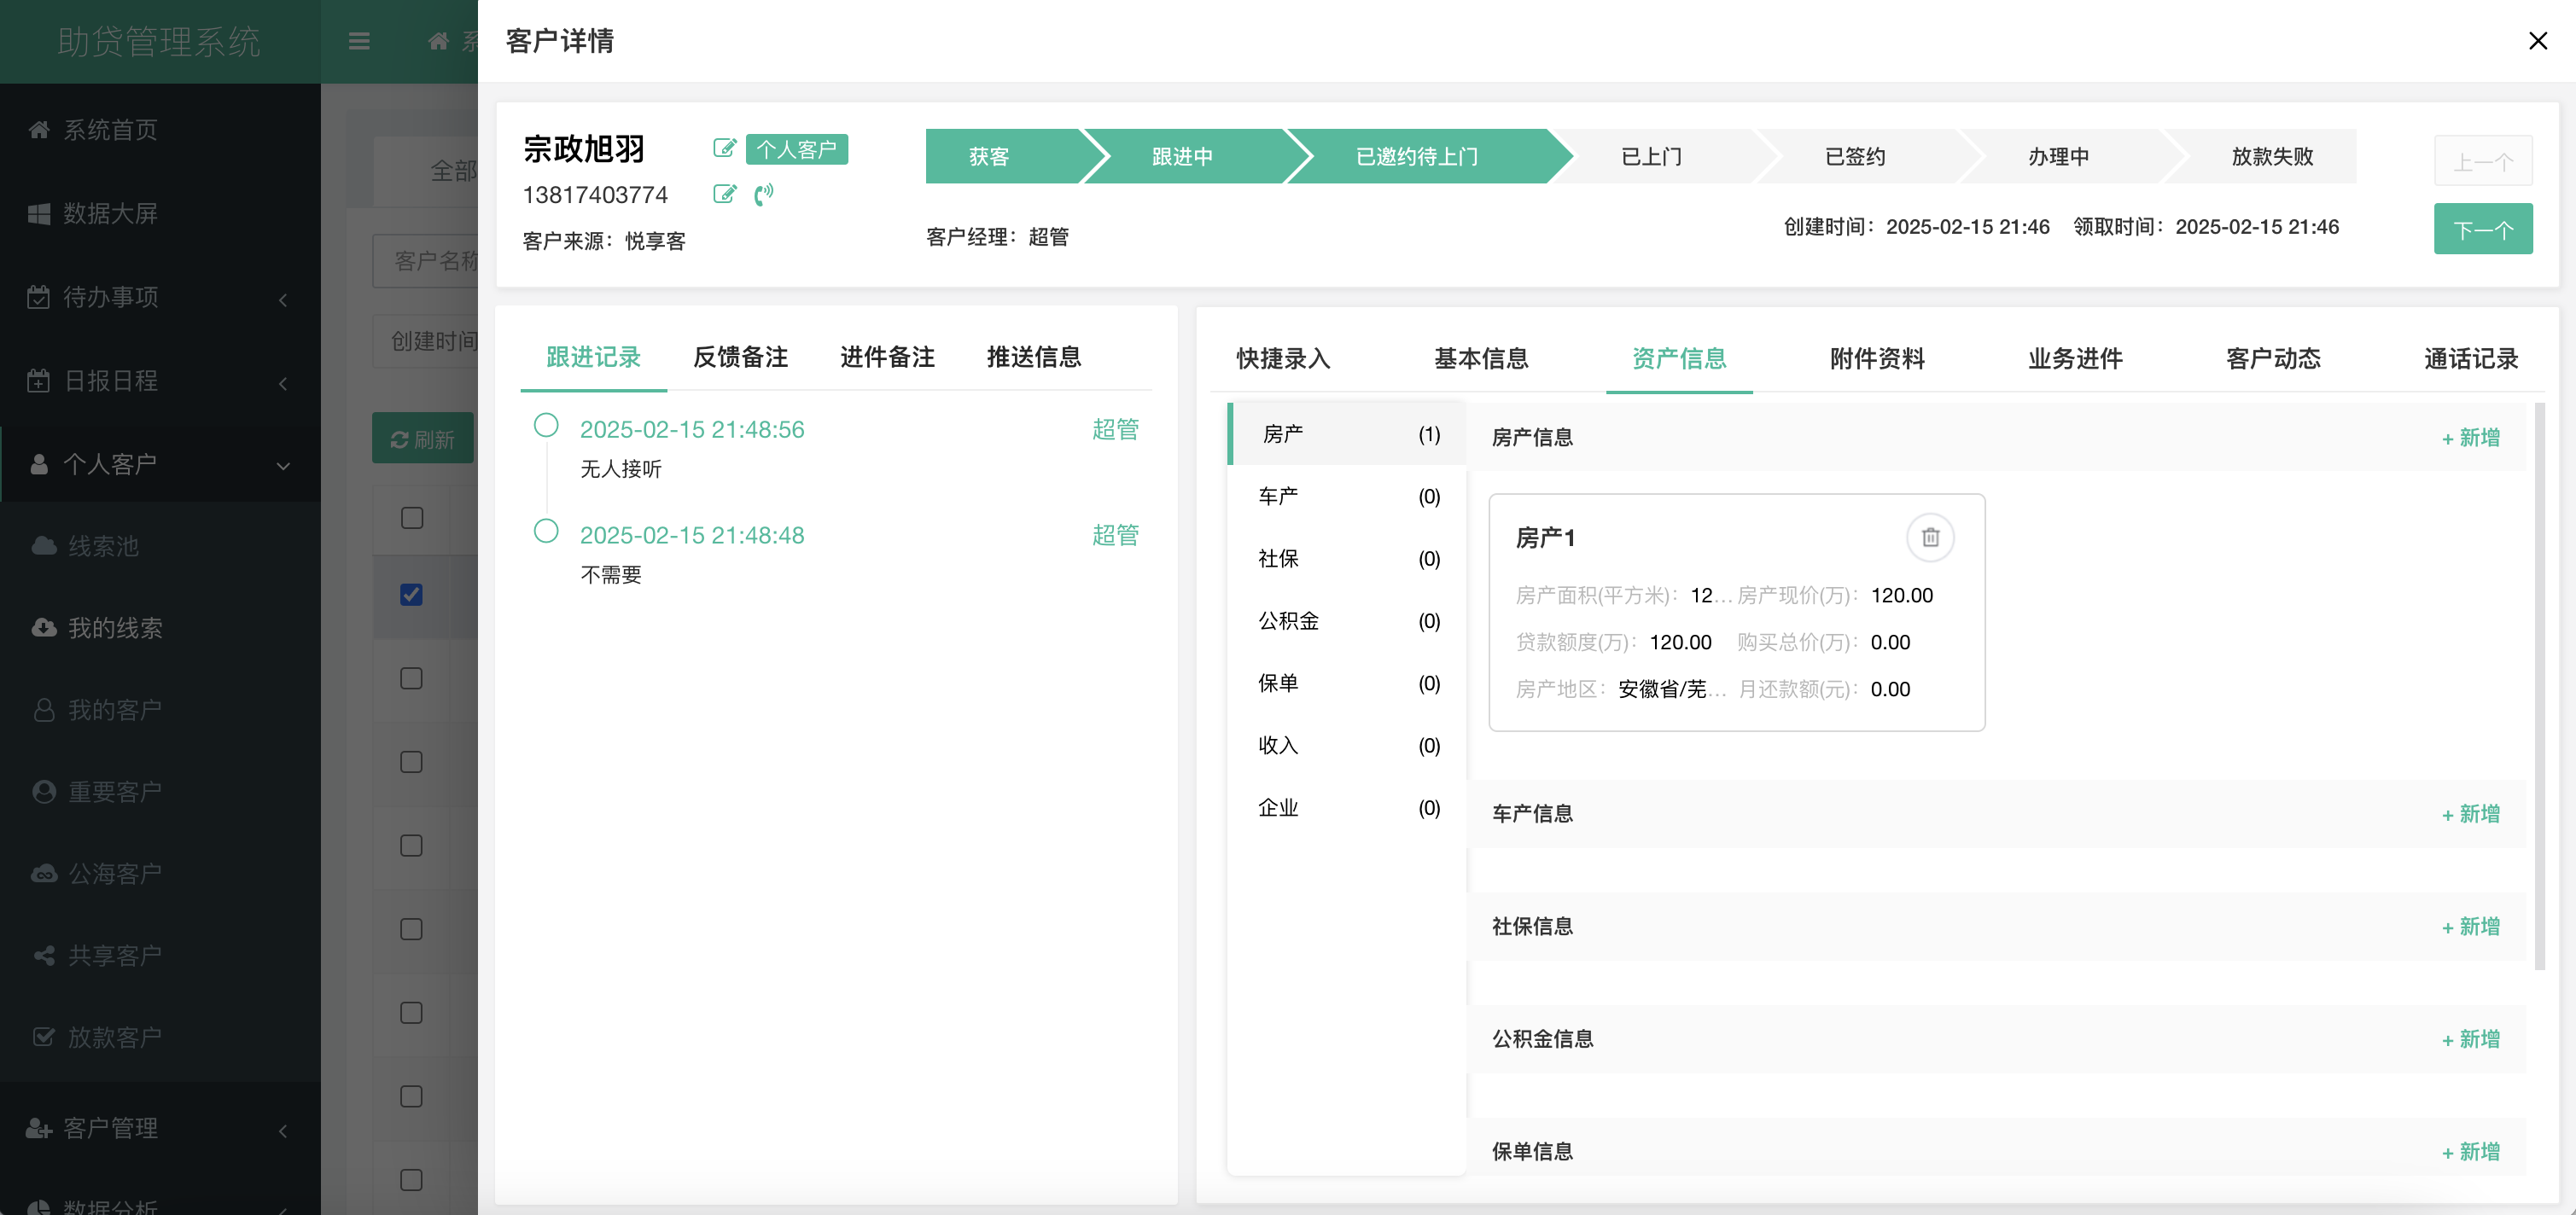 助贷管理系统
系
系统首页
数据大屏
待办事项
日报日程
个人客户
线索池
我的线索
我的客户
重要客户
公海客户
共享客户
放款客户
客户管理
数据分析
全部
客户名称
创建时间
刷新
客户详情
宗政旭羽
个人客户
13817403774
客户来源：悦享客
获客
跟进中
已邀约待上门
已上门
已签约
办理中
放款失败
客户经理：超管
创建时间：2025-02-15 21:46 领取时间：2025-02-15 21:46
上一个
下一个
跟进记录 反馈备注 进件备注 推送信息
2025-02-15 21:48:56 超管
无人接听
2025-02-15 21:48:48 超管
不需要
快捷录入 基本信息 资产信息 附件资料 业务进件 客户动态 通话记录
房产 (1)
车产 (0)
社保 (0)
公积金 (0)
保单 (0)
收入 (0)
企业 (0)
房产信息 + 新增
房产1
房产面积(平方米)：12... 房产现价(万)：120.00
贷款额度(万)：120.00 购买总价(万)：0.00
房产地区：安徽省/芜... 月还款额(元)：0.00
车产信息 + 新增
社保信息 + 新增
公积金信息 + 新增
保单信息 + 新增